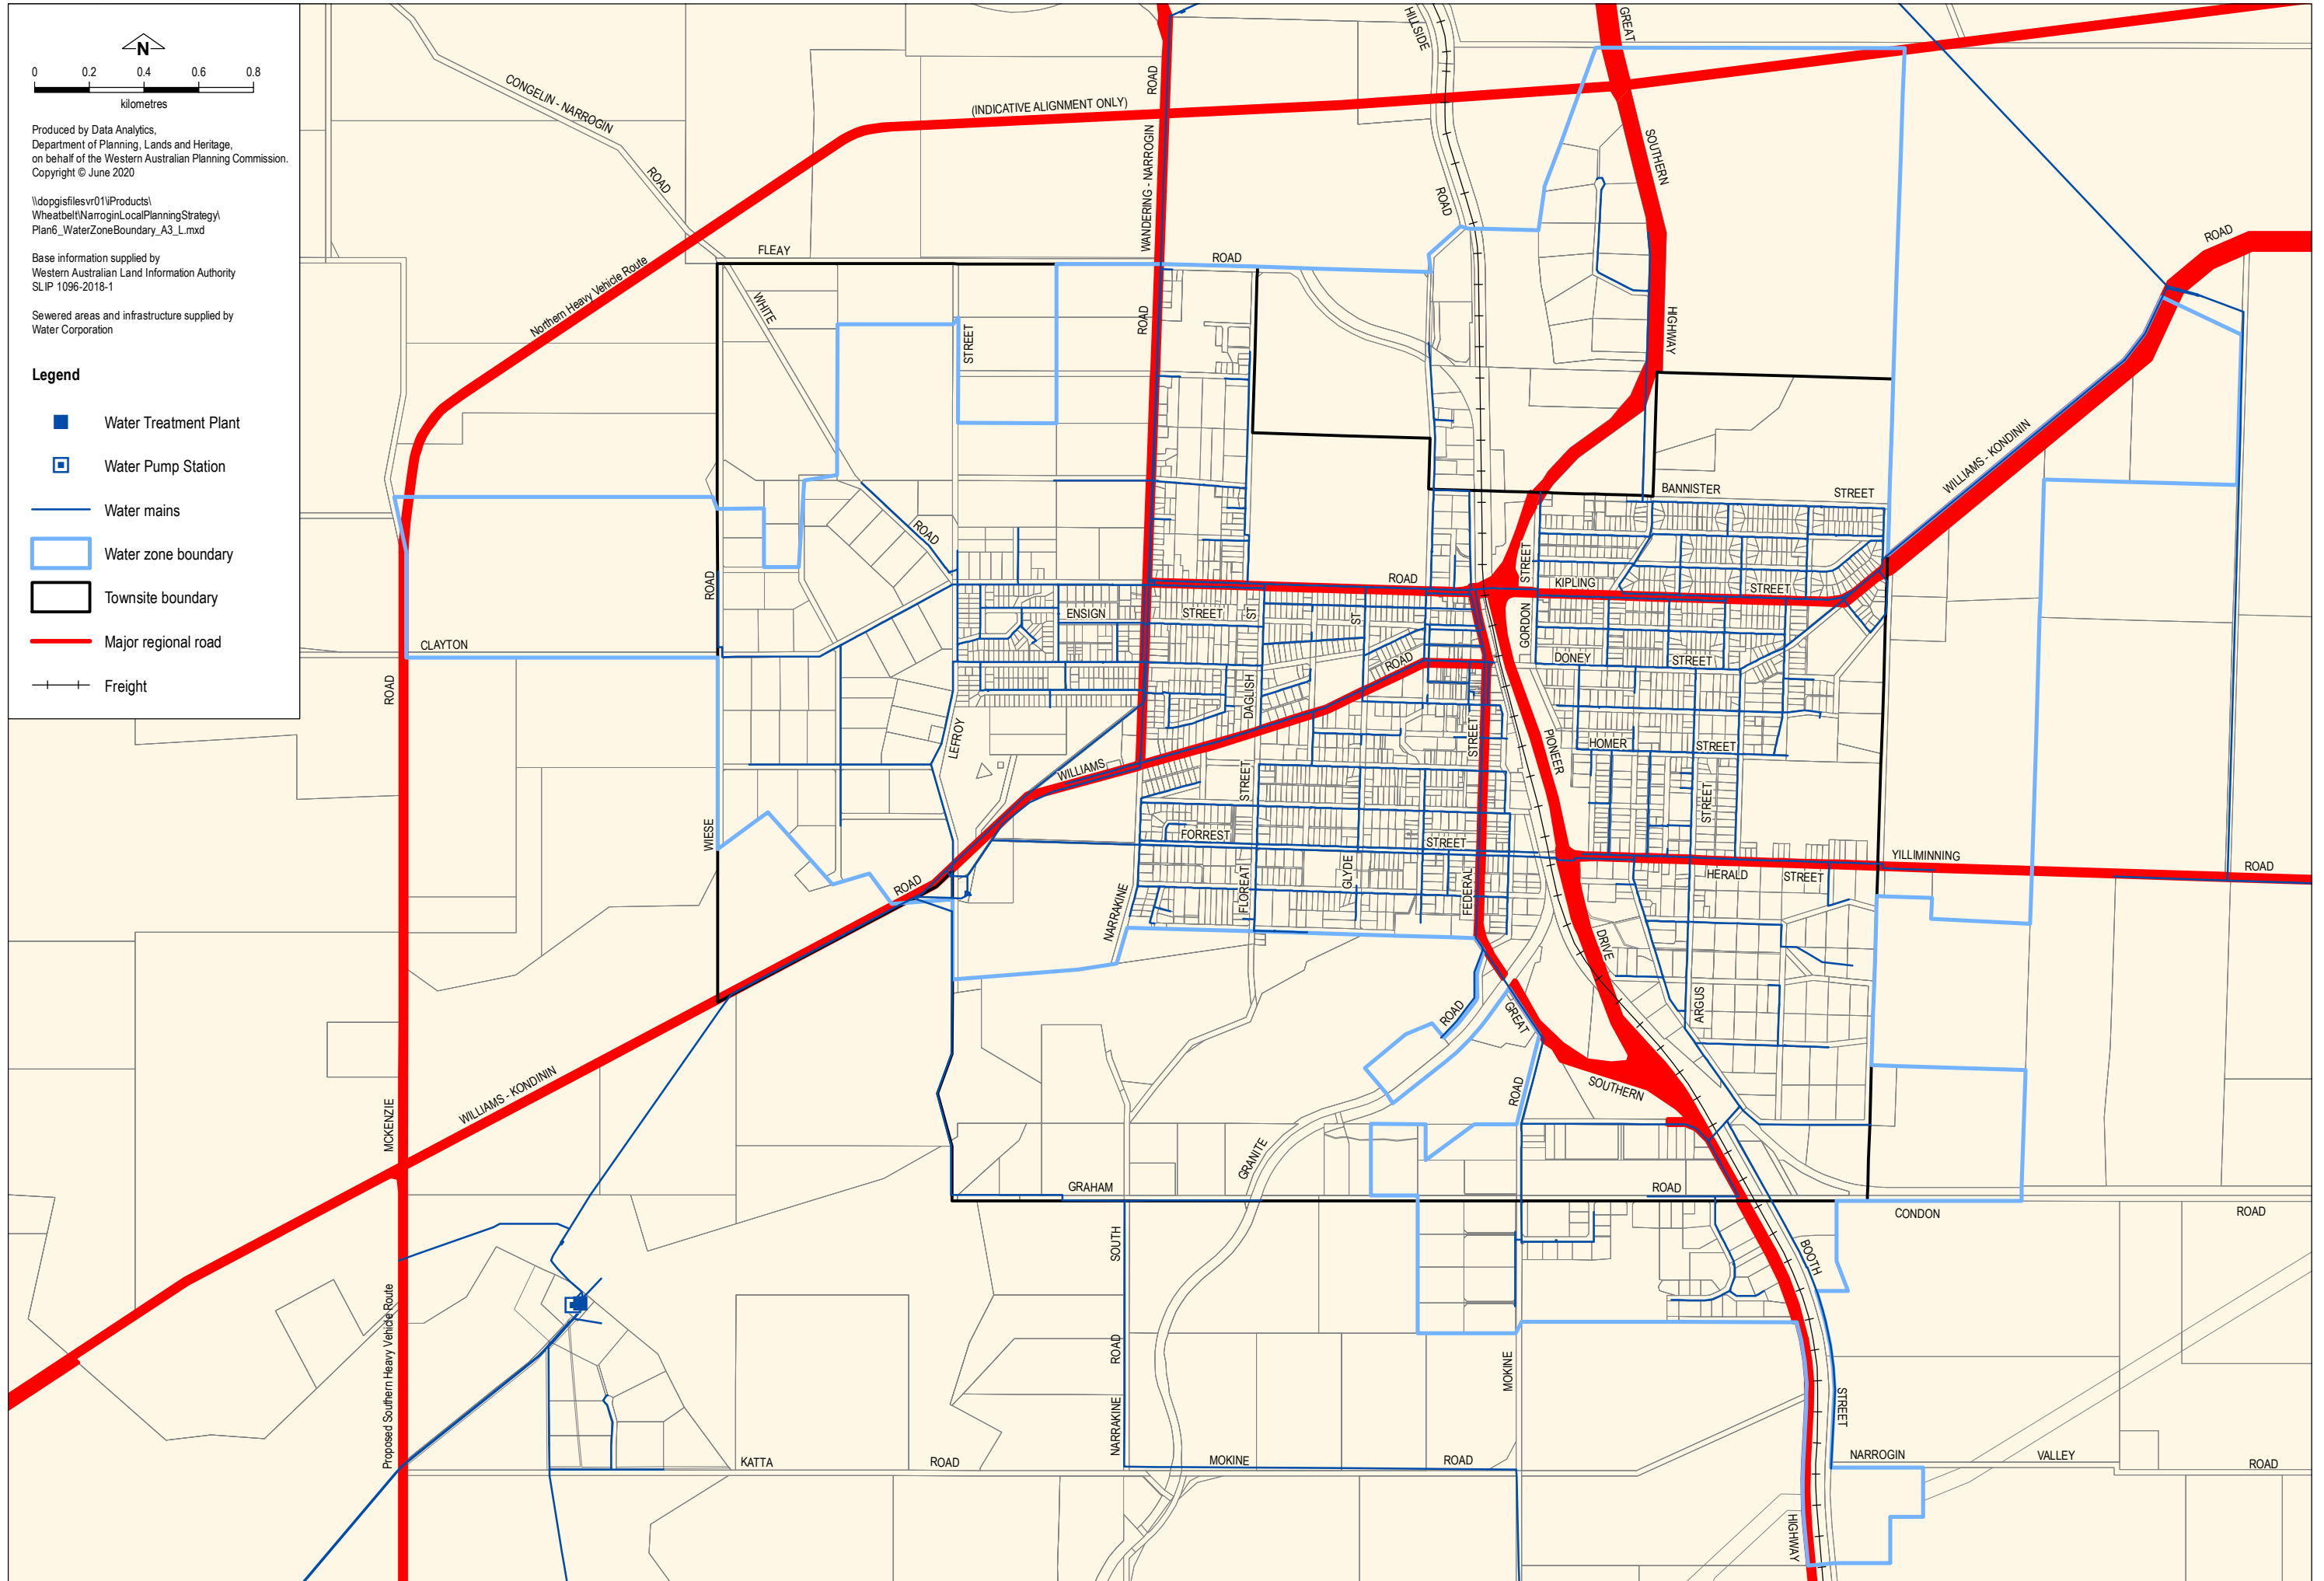 N
0 0.2 0.4 0.6 0.8
kilometres
Produced by Data Analytics,
Department of Planning, Lands and Heritage,
on behalf of the Western Australian Planning Commission.
Copyright © June 2020
\\dopgisfilesvr01\iProducts\
Wheatbelt\NarroginLocalPlanningStrategy\
Plan6_WaterZoneBoundary_A3_L.mxd
Base information supplied by
Western Australian Land Information Authority
SLIP 1096-2018-1
Sewered areas and infrastructure supplied by
Water Corporation
Legend
Water Treatment Plant
Water Pump Station
Water mains
Water zone boundary
Townsite boundary
Major regional road
Freight
CONGELIN - NARROGIN
ROAD
(INDICATIVE ALIGNMENT ONLY)
Northern Heavy Vehicle Route
ROAD
WANDERING - NARROGIN
ROAD
HILLSIDE
ROAD
GREAT
SOUTHERN
HIGHWAY
ROAD
WILLIAMS - KONDININ
FLEAY
ROAD
WHITE
ROAD
STREET
BANNISTER
STREET
ROAD
KIPLING
STREET
STREET
GORDON
ENSIGN
STREET
ST
ST
ROAD
CLAYTON
ROAD
DONEY
STREET
DAGLISH
ROAD
LEFROY
STREET
PIONEER
HOMER
STREET
WILLIAMS
STREET
STREET
WIESE
FORREST
STREET
YILLIMINNING
ROAD
HERALD
STREET
ROAD
NARRAKINE
FLOREAT
GLYDE
FEDERAL
DRIVE
ARGUS
ROAD
GREAT
SOUTHERN
ROAD
MCKENZIE
WILLIAMS - KONDININ
GRANITE
GRAHAM
ROAD
CONDON
ROAD
SOUTH
ROAD
NARRAKINE
BOOTH
STREET
MOKINE
Proposed Southern Heavy Vehicle Route
KATTA
ROAD
MOKINE
ROAD
NARROGIN
VALLEY
ROAD
HIGHWAY